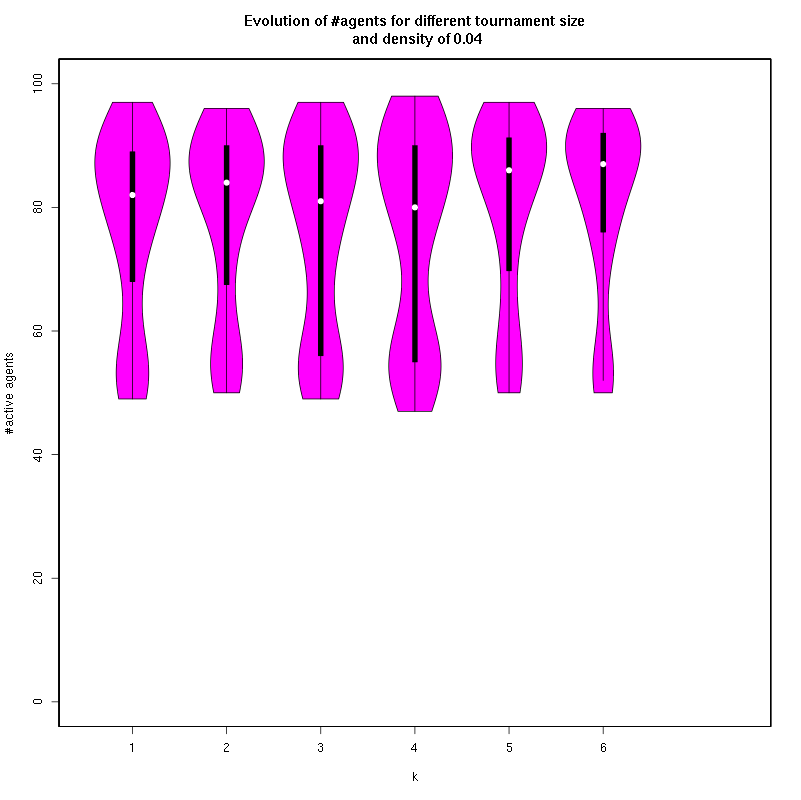 Evolution of #agents for different tournament size
and density of 0.04
100
80
60
40
20
0
#active agents
1 2 3 4 5 6
k